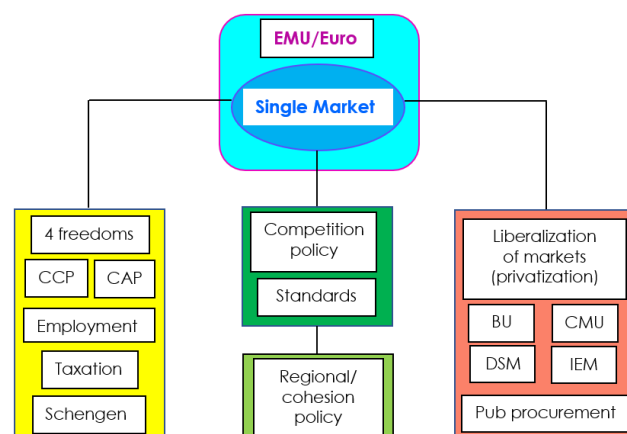 EMU/Euro
Single Market
4 freedoms
CCP
CAP
Employment
Taxation
Schengen
Competition
policy
Standards
Regional/
cohesion
policy
Liberalization
of markets
(privatization)
BU
CMU
DSM
IEM
Pub procurement